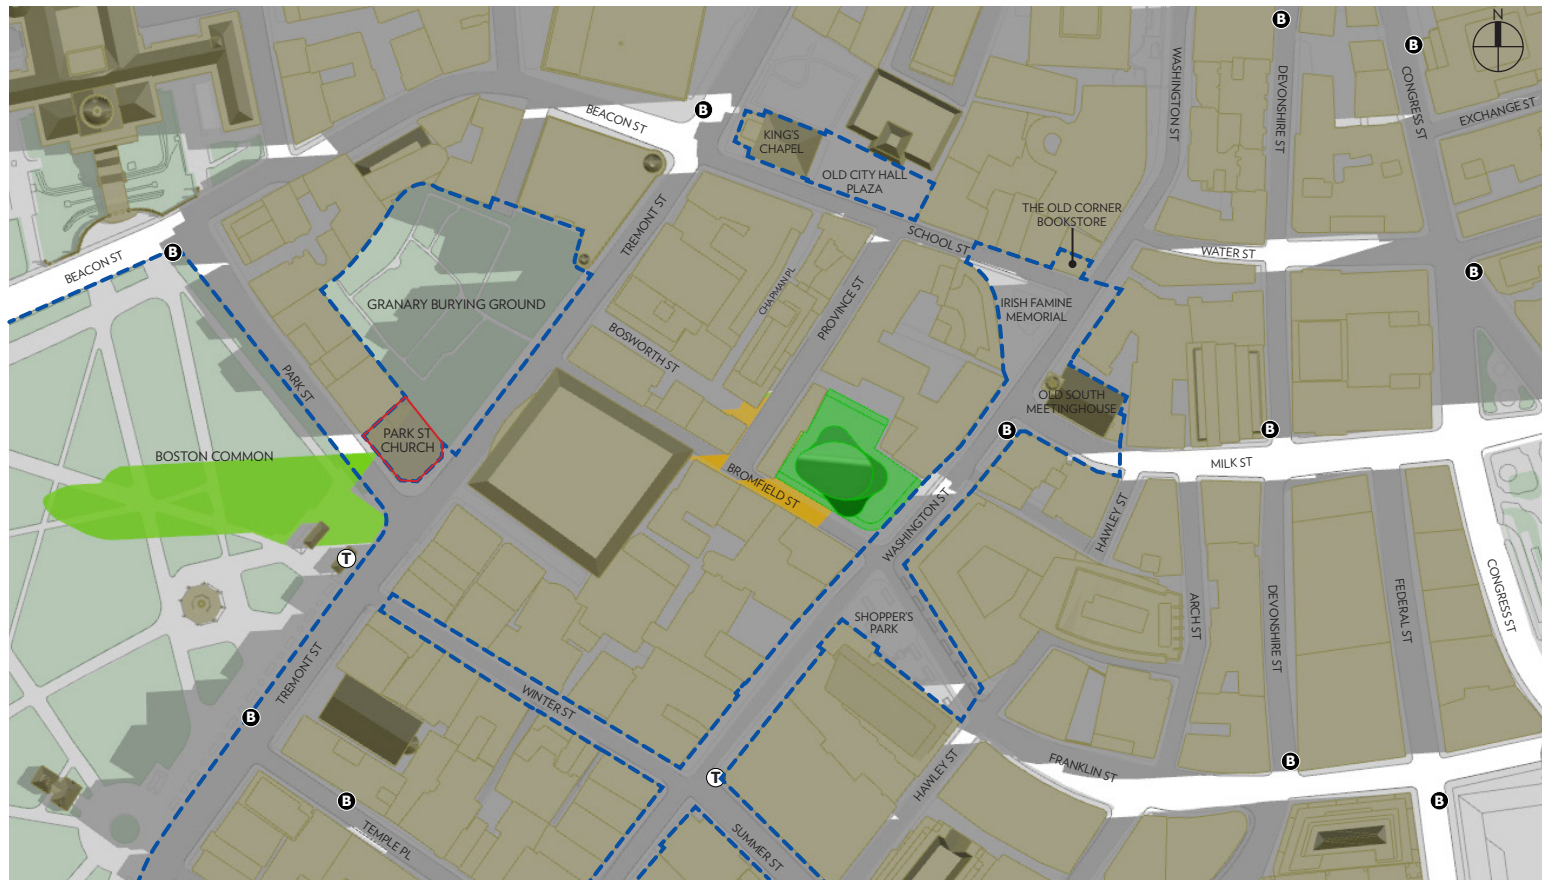 N
B
B
B
BEACON ST
KING'S
CHAPEL
WASHINGTON ST
DEVONSHIRE ST
CONGRESS ST
EXCHANGE ST
OLD CITY HALL
PLAZA
THE OLD CORNER
BOOKSTORE
TREMONT ST
SCHOOL ST
WATER ST
B
BEACON ST
B
CHAPMAN PL
PROVINCE ST
GRANARY BURYING GROUND
IRISH FAMINE
MEMORIAL
BOSWORTH ST
PARK ST
OLD SOUTH
MEETINGHOUSE
PARK ST
CHURCH
B
B
BOSTON COMMON
MILK ST
BROMFIELD ST
WASHINGTON ST
HAWLEY ST
T
CONGRESS ST
SHOPPER'S
PARK
ARCH ST
DEVONSHIRE ST
FEDERAL ST
TREMONT ST
WINTER ST
B
T
FRANKLIN ST
B
HAWLEY ST
B
B
TEMPLE PL
SUMMER ST